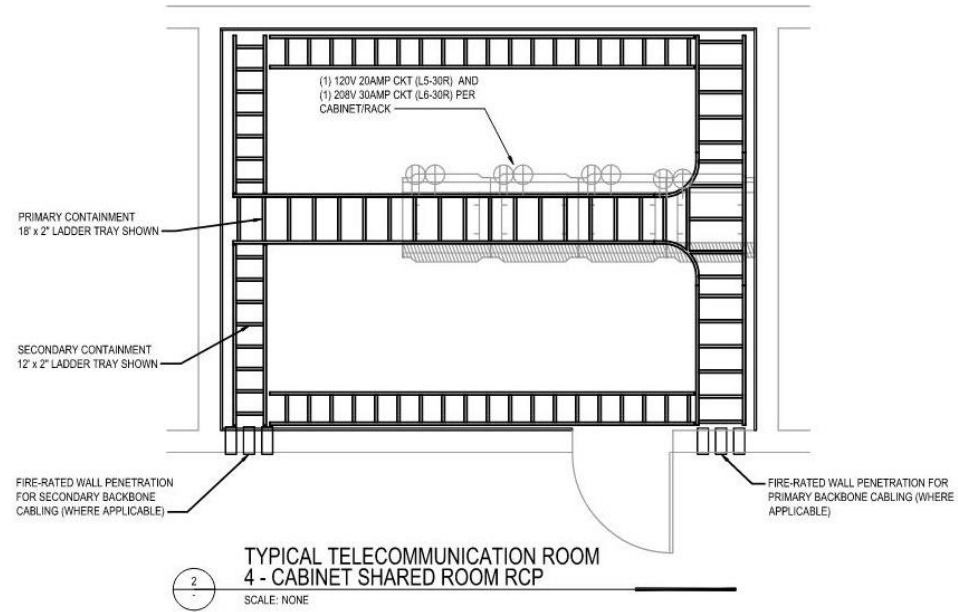 (1) 120V 20AMP CKT (L5-30R) AND
(1) 208V 30AMP CKT (L6-30R) PER
CABINET/RACK
PRIMARY CONTAINMENT
18' x 2" LADDER TRAY SHOWN
SECONDARY CONTAINMENT
12' x 2" LADDER TRAY SHOWN
FIRE-RATED WALL PENETRATION
FOR SECONDARY BACKBONE
CABLING (WHERE APPLICABLE)
FIRE-RATED WALL PENETRATION FOR
PRIMARY BACKBONE CABLING (WHERE
APPLICABLE)
TYPICAL TELECOMMUNICATION ROOM
4 - CABINET SHARED ROOM RCP
2
-
SCALE: NONE